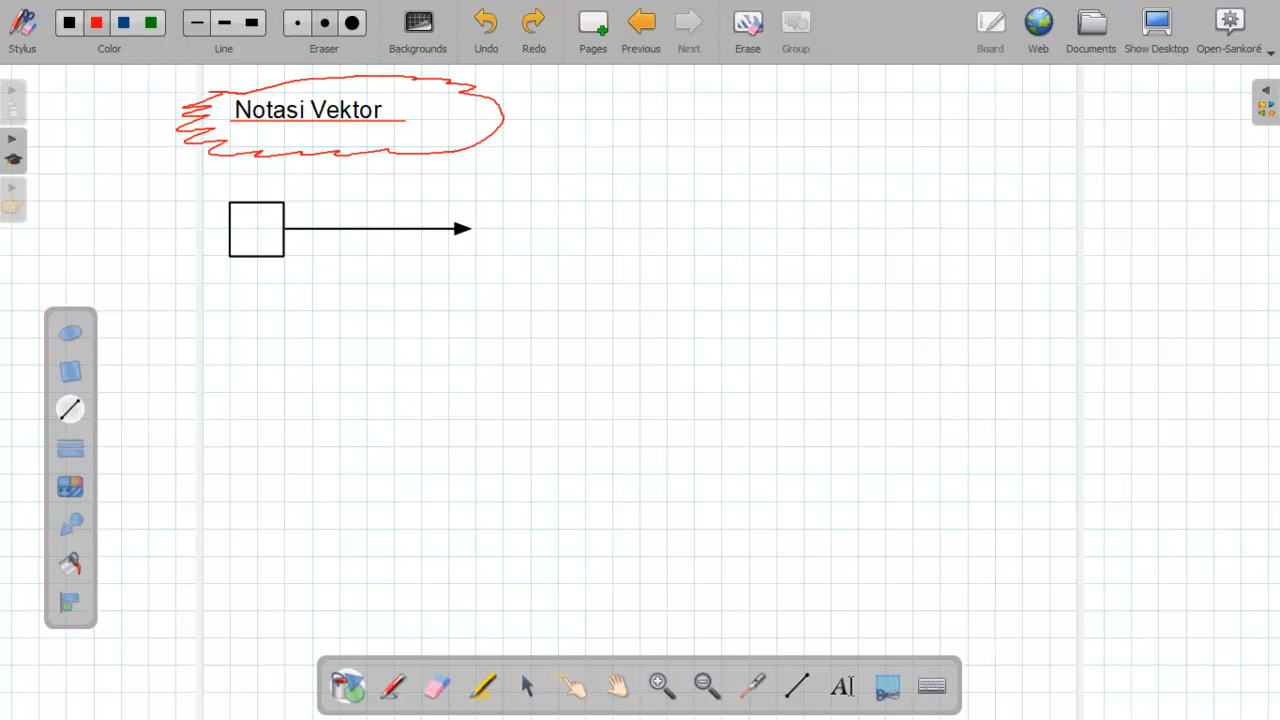 Stylus Color Line Eraser Backgrounds Undo Redo Pages Previous Next Erase Group Board Web Documents Show Desktop Open-Sankoré
Notasi Vektor
AI